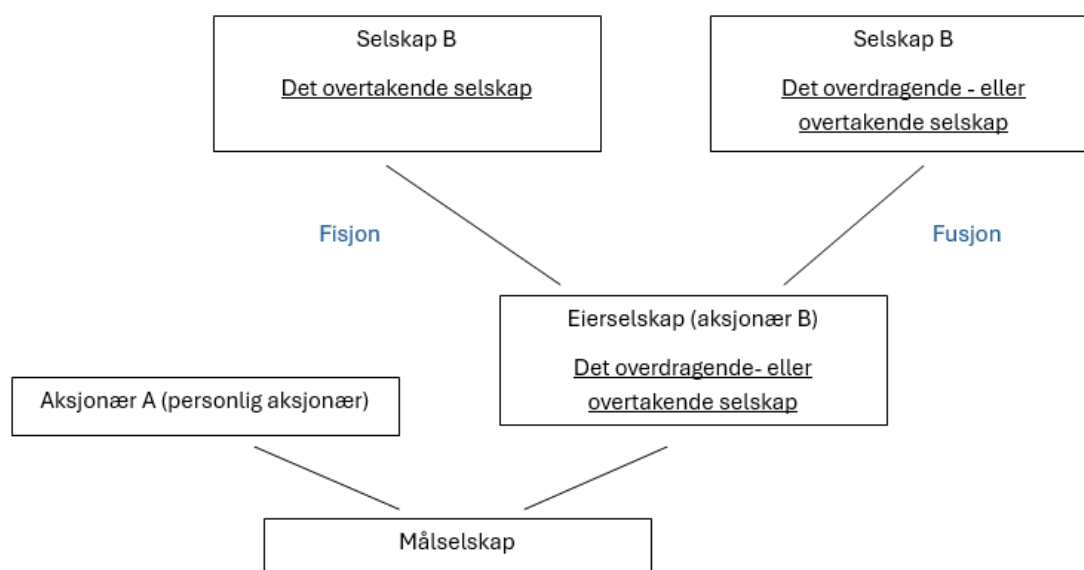 Selskap B
Det overtakende selskap
Selskap B
Det overdragende - eller
overtakende selskap
Fisjon
Fusjon
Eierselskap (aksjonær B)
Det overdragende- eller
overtakende selskap
Aksjonær A (personlig aksjonær)
Målselskap